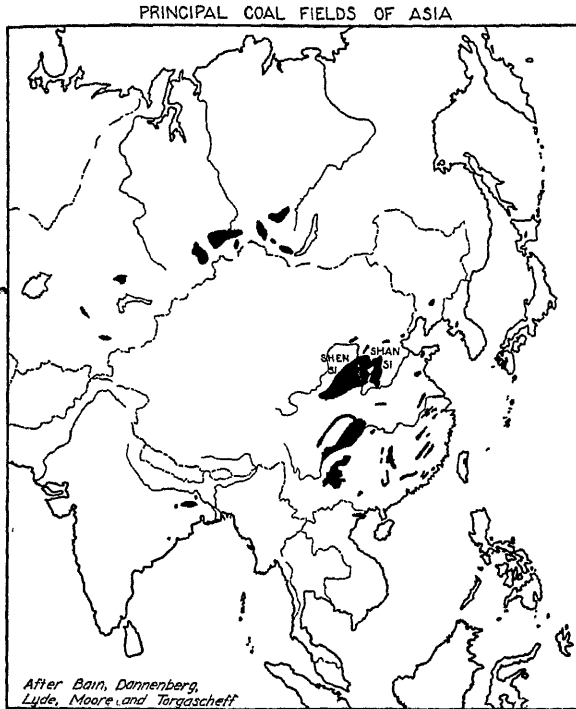 PRINCIPAL COAL FIELDS OF ASIA
SHEN SHAN
SI SI
After Bain, Dannenberg,
Lyde, Moore and Torgascheff